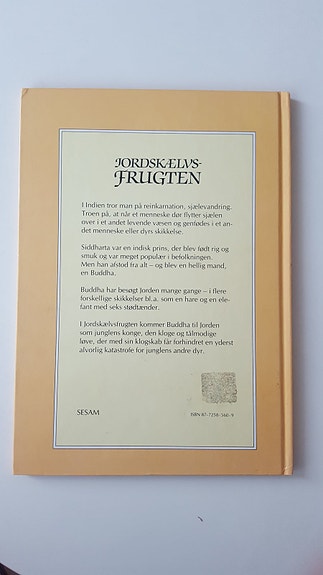 JORDSKÆLVS-
FRUGTEN
I Indien tror man på reinkarnation, sjælevandring.
Troen på, at når et menneske dør flytter sjælen
over i et andet levende væsen og genfødes i et an-
det menneske eller dyrs skikkelse.
Siddharta var en indisk prins, der blev født rig og
smuk og var meget populær i befolkningen.
Men han afstod fra alt – og blev en hellig mand,
en Buddha.
Buddha har besøgt Jorden mange gange – i flere
forskellige skikkelser bl.a. som en hare og en ele-
fant med seks stødtænder.
I Jordskælvsfrugten kommer Buddha til Jorden
som junglens konge, den kloge og tålmodige
løve, der med sin klogskab får forhindret en yderst
alvorlig katastrofe for junglens andre dyr.
SESAM
ISBN 87-7258-